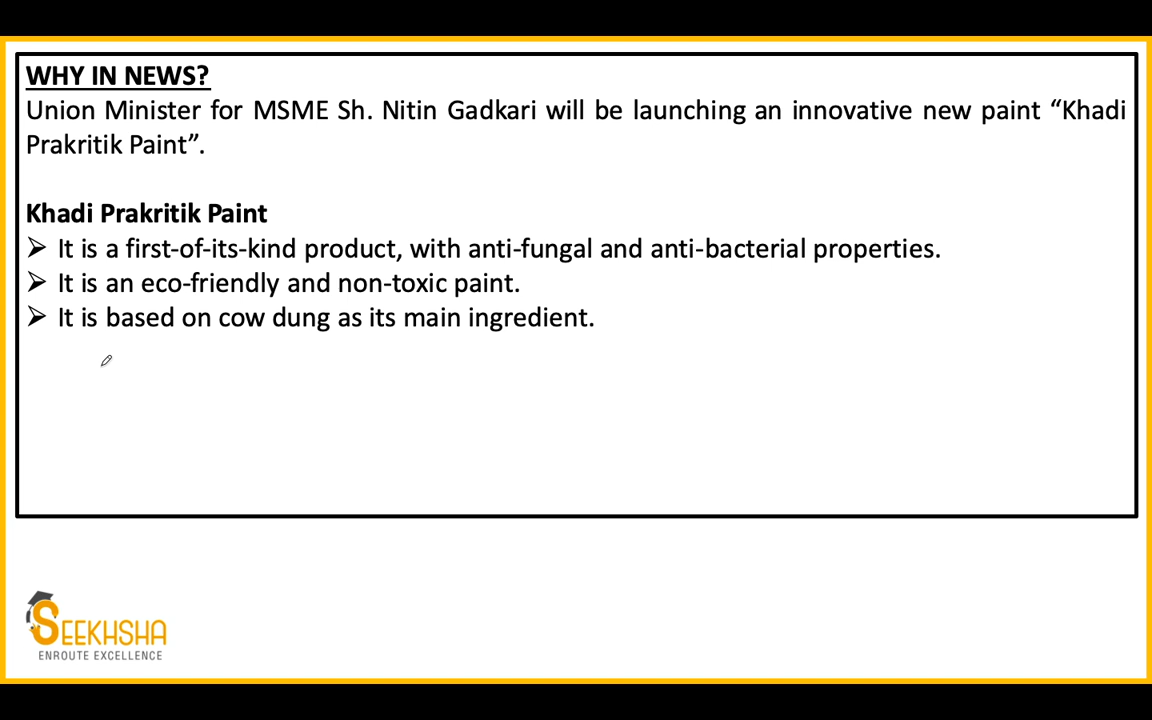 WHY IN NEWS?
Union Minister for MSME Sh. Nitin Gadkari will be launching an innovative new paint “Khadi
Prakritik Paint”.
Khadi Prakritik Paint
➢ It is a first-of-its-kind product, with anti-fungal and anti-bacterial properties.
➢ It is an eco-friendly and non-toxic paint.
➢ It is based on cow dung as its main ingredient.
SEEKHSHA
ENROUTE EXCELLENCE